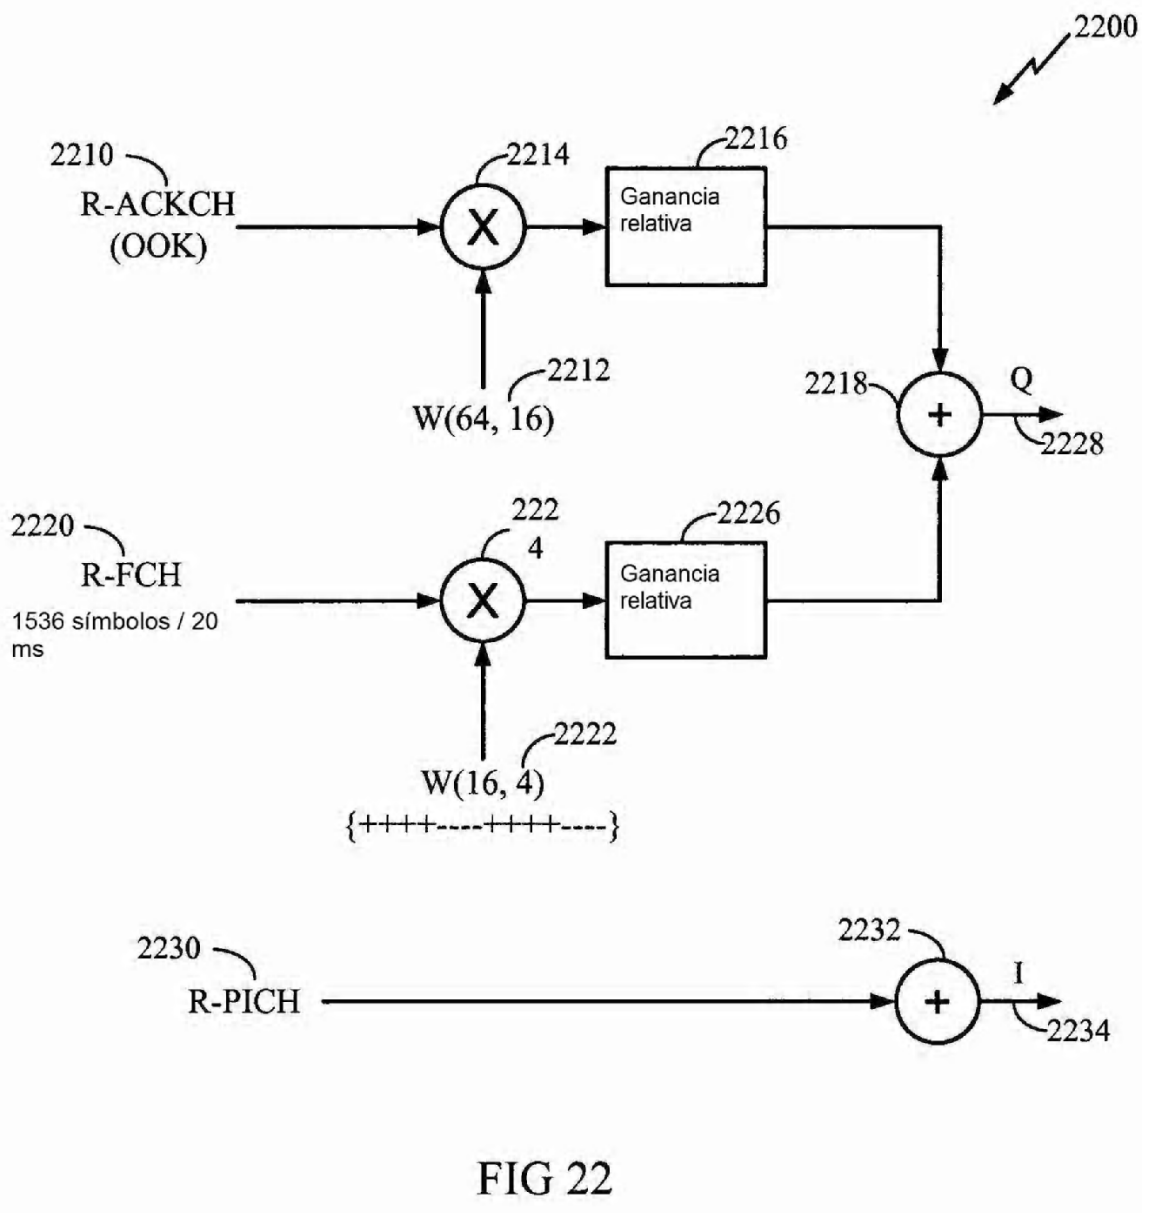 2200
2210
R-ACKCH
(OOK)
2214
X
2216
Ganancia
relativa
2212
W(64, 16)
2218
+
Q
2228
2220
R-FCH
1536 símbolos / 20
ms
222
4
X
2226
Ganancia
relativa
2222
W(16, 4)
{++++----++++----}
2230
R-PICH
2232
+
I
2234
FIG 22